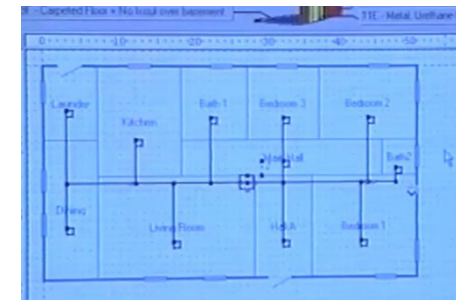 - Carpeted Floor = No Insul over basement
11E - Metal, Urethane
0 10 20 30 40 50
Laundry
Bath 1
Bedroom 3
Bedroom 2
Kitchen
Main Hall
Bath2
Dining
Living Room
Hall A
Bedroom 1